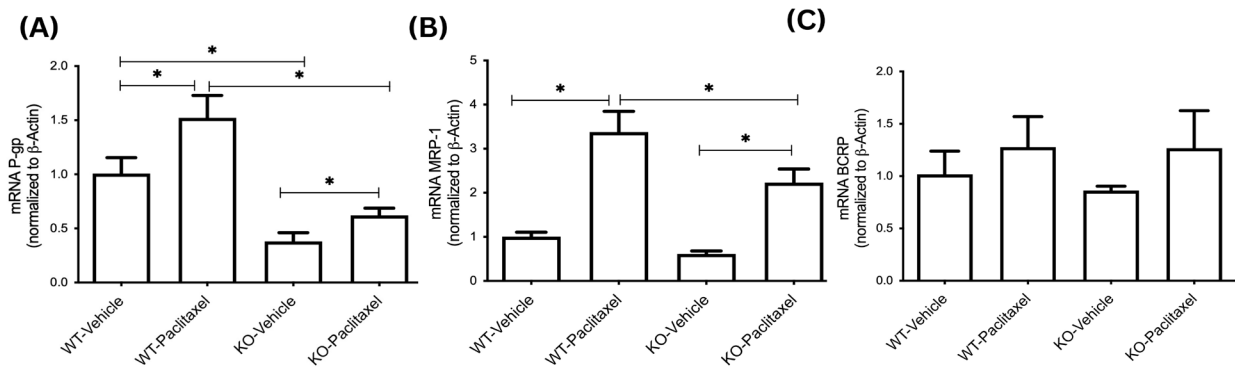 (A)
mRNA P-gp
(normalized to β-Actin)
2.0
1.5
1.0
0.5
0.0
*
*
*
*
WT-Vehicle
WT-Paclitaxel
KO-Vehicle
KO-Paclitaxel
(B)
mRNA MRP-1
(normalized to β-Actin)
5
4
3
2
1
0
*
*
*
WT-Vehicle
WT-Paclitaxel
KO-Vehicle
KO-Paclitaxel
(C)
mRNA BCRP
(normalized to β-Actin)
2.0
1.5
1.0
0.5
0.0
WT-Vehicle
WT-Paclitaxel
KO-Vehicle
KO-Paclitaxel